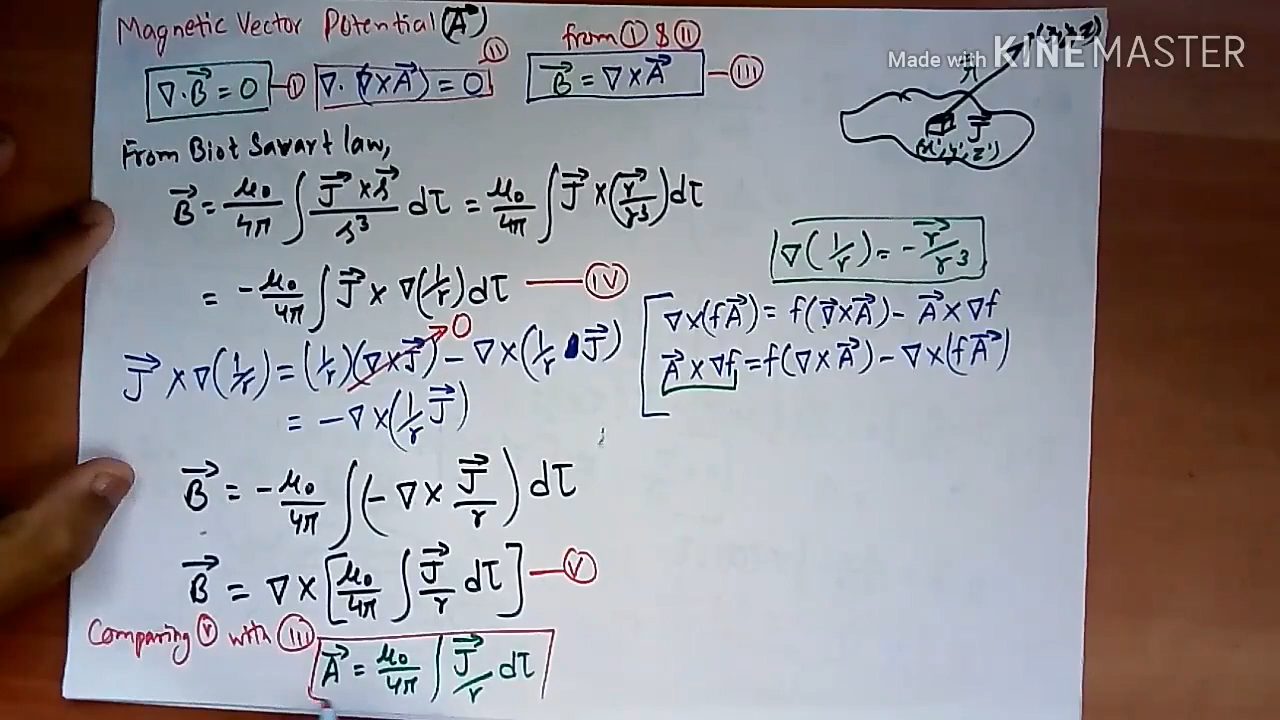 Magnetic Vector Potential (A⃗)
∇·B⃗ = 0 —Ⓘ ∇·(∇×A⃗) = 0 Ⓘⓘ
from Ⓘ & ⒾⒾ
B⃗ = ∇×A⃗ —ⒾⒾⒾ
Made with KINEMASTER
(x,y,z)
r⃗
J⃗
(x',y',z')
From Biot Savart law,
B⃗ = μ₀/4π ∫ J⃗×r⃗/r³ dτ = μ₀/4π ∫ J⃗×(r⃗/r³)dτ
= -μ₀/4π ∫ J⃗ × ∇(1/r)dτ —ⒾⓋ
∇(1/r) = -r⃗/r³
J⃗×∇(1/r) = (1/r)(∇×J⃗) → 0 - ∇×(1/r J⃗)
= -∇×(1/r J⃗)
∇×(fA⃗) = f(∇×A⃗) - A⃗×∇f
A⃗×∇f = f(∇×A⃗) - ∇×(fA⃗)
B⃗ = -μ₀/4π ∫(-∇× J⃗/r) dτ
B⃗ = ∇×[μ₀/4π ∫ J⃗/r dτ] —Ⓥ
Comparing Ⓥ with ⒾⒾⒾ
A⃗ = μ₀/4π ∫ J⃗/r dτ